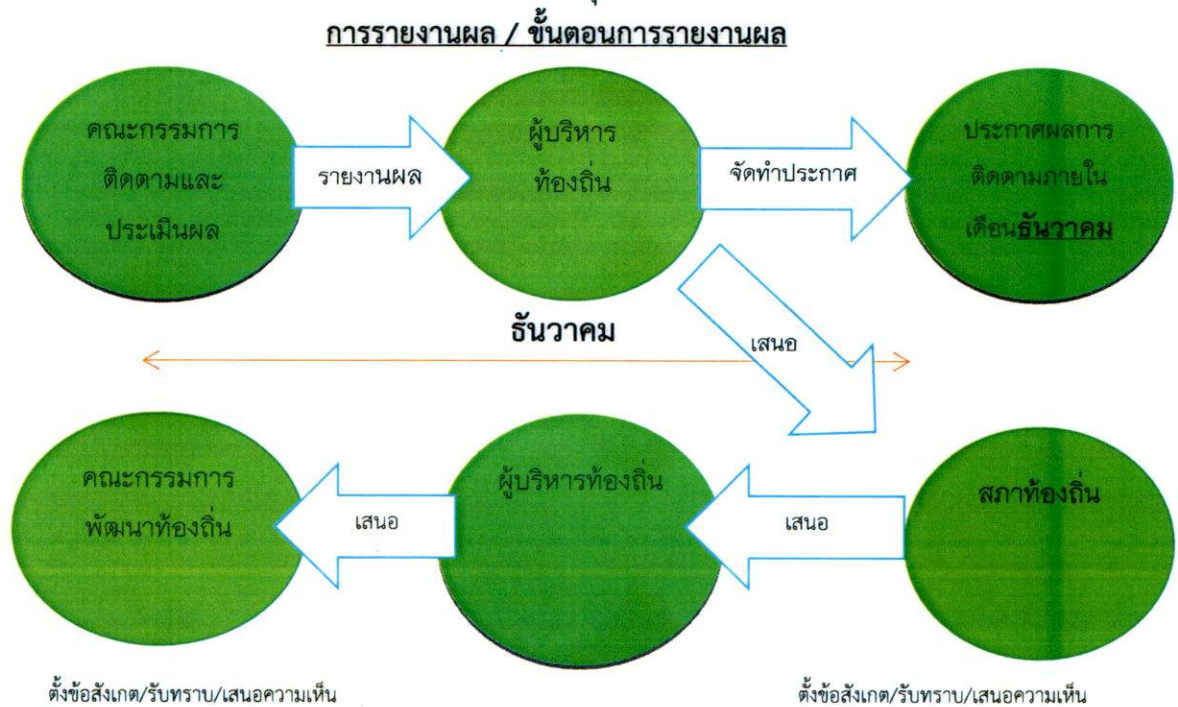 การรายงานผล / ขั้นตอนการรายงานผล
คณะกรรมการ
ติดตามและ
ประเมินผล
รายงานผล
ผู้บริหาร
ท้องถิ่น
จัดทำประกาศ
ประกาศผลการ
ติดตามภายใน
เดือนธันวาคม
ธันวาคม
เสนอ
คณะกรรมการ
พัฒนาท้องถิ่น
เสนอ
ผู้บริหารท้องถิ่น
เสนอ
สภาท้องถิ่น
ตั้งข้อสังเกต/รับทราบ/เสนอความเห็น
ตั้งข้อสังเกต/รับทราบ/เสนอความเห็น